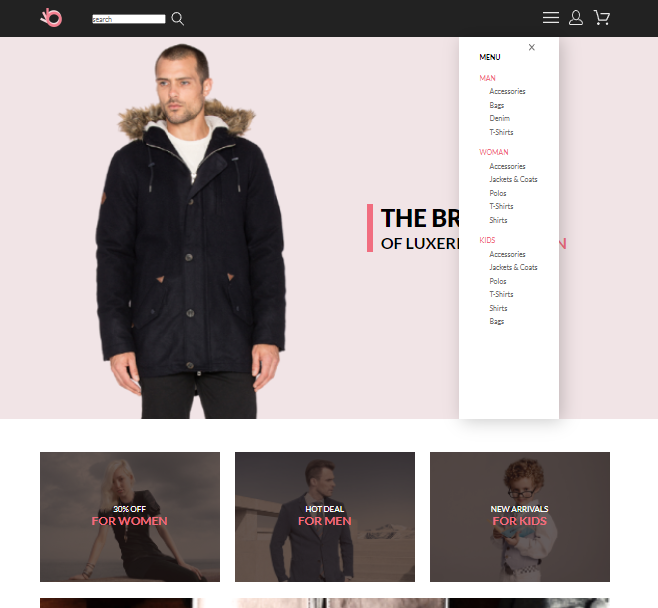 search
X
MENU
MAN
Accessories
Bags
Denim
T-Shirts
WOMAN
Accessories
Jackets & Coats
Polos
T-Shirts
Shirts
KIDS
Accessories
Jackets & Coats
Polos
T-Shirts
Shirts
Bags
THE BR
OF LUXER
N
30% OFF
FOR WOMEN
HOT DEAL
FOR MEN
NEW ARRIVALS
FOR KIDS